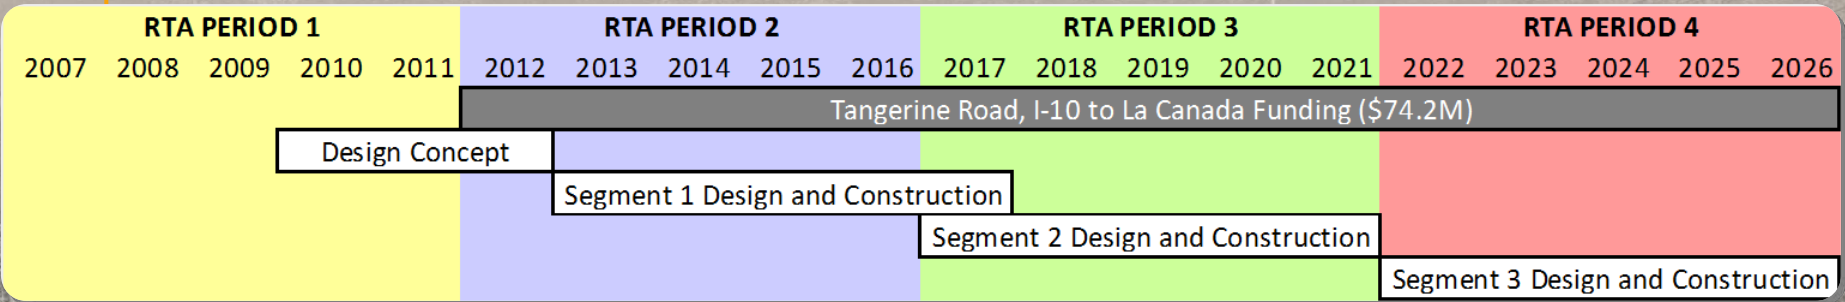 RTA PERIOD 1 RTA PERIOD 2 RTA PERIOD 3 RTA PERIOD 4
2007 2008 2009 2010 2011 2012 2013 2014 2015 2016 2017 2018 2019 2020 2021 2022 2023 2024 2025 2026
Tangerine Road, I-10 to La Canada Funding ($74.2M)
Design Concept
Segment 1 Design and Construction
Segment 2 Design and Construction
Segment 3 Design and Construction